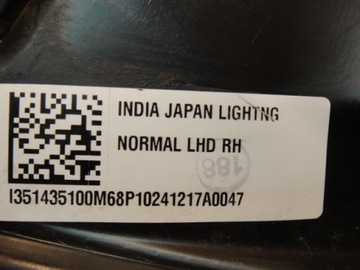 INDIA JAPAN LIGHTNG
NORMAL LHD RH
188
I351435100M68P10241217A0047